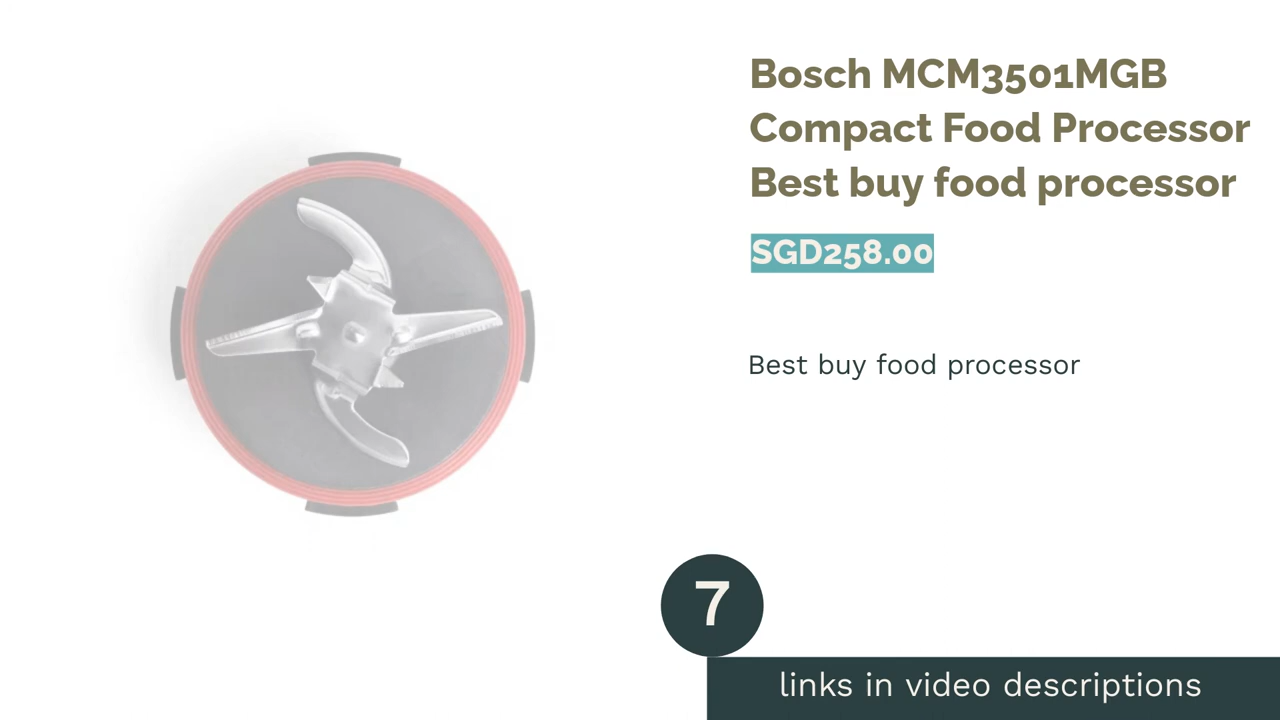 Bosch MCM3501MGB
Compact Food Processor
Best buy food processor
SGD258.00
Best buy food processor
7
links in video descriptions